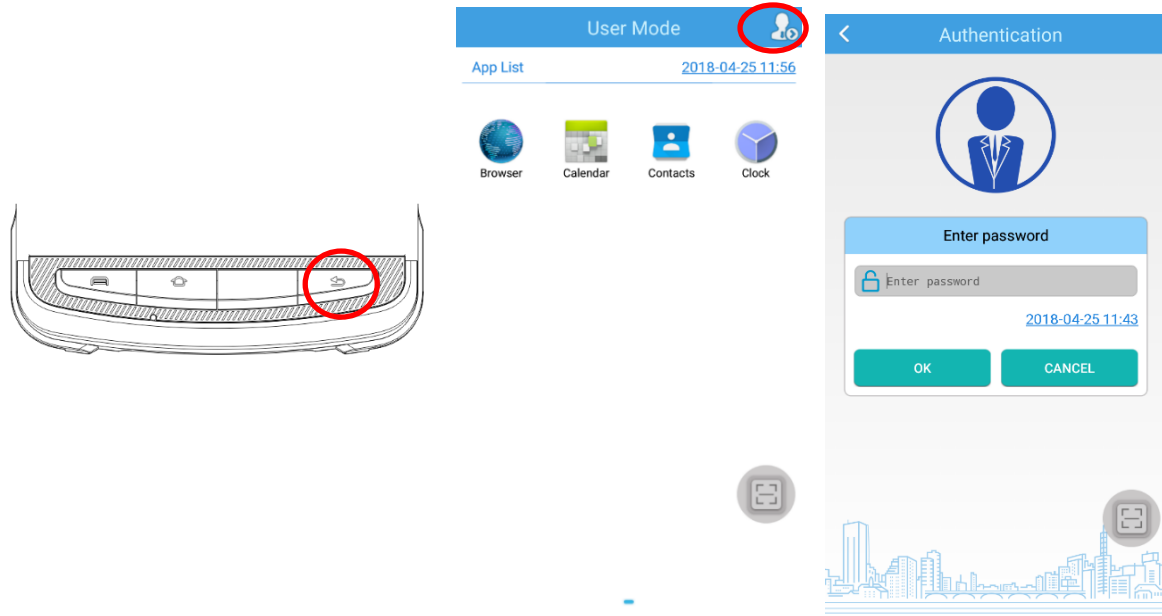 User Mode
App List 2018-04-25 11:56
Browser Calendar Contacts Clock
Authentication
Enter password
Enter password
2018-04-25 11:43
OK CANCEL